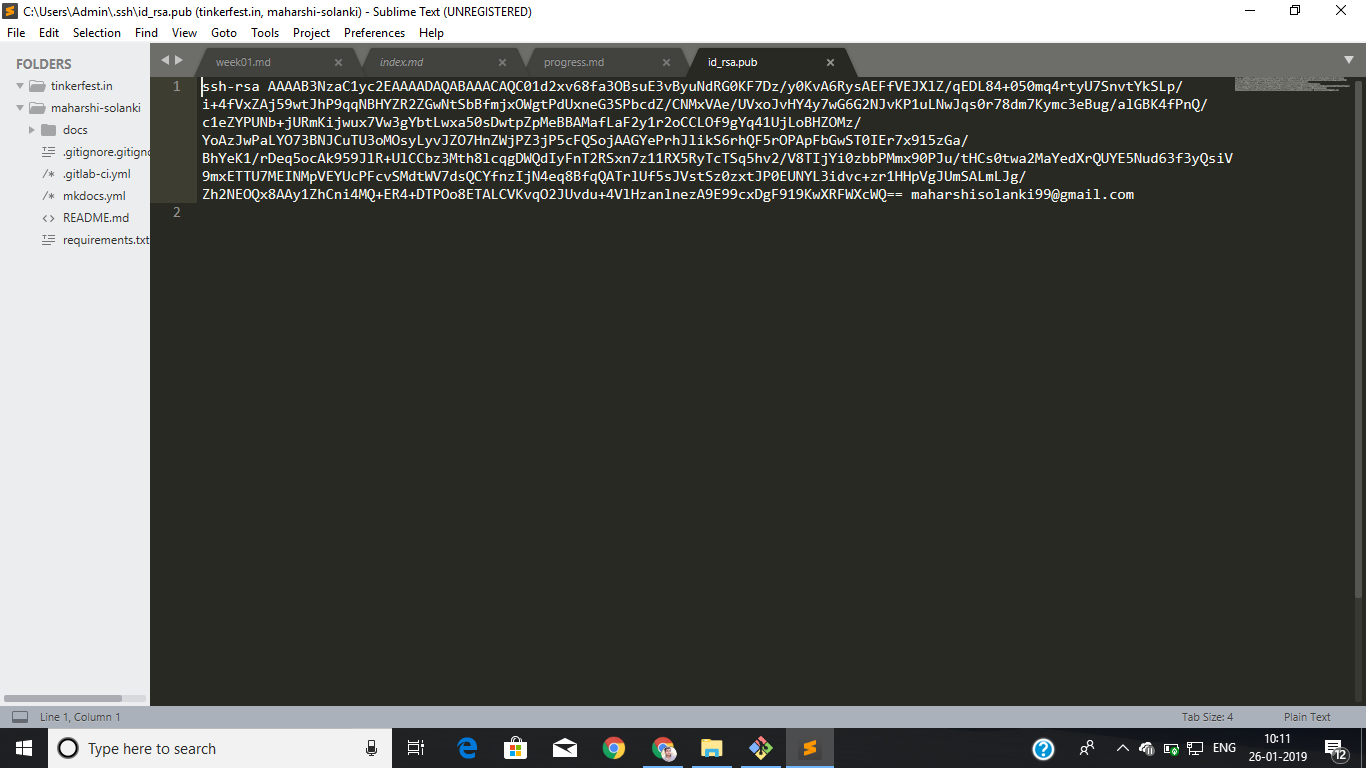 C:\Users\Admin\.ssh\id_rsa.pub (tinkerfest.in, maharshi-solanki) - Sublime Text (UNREGISTERED)
File Edit Selection Find View Goto Tools Project Preferences Help
FOLDERS
tinkerfest.in
maharshi-solanki
docs
.gitignore.gitigno
.gitlab-ci.yml
mkdocs.yml
README.md
requirements.txt
week01.md
index.md
progress.md
id_rsa.pub
1
ssh-rsa AAAAB3NzaC1yc2EAAAADAQABAAACAQC01d2xv68fa3OBsuE3vByuNdRG0KF7Dz/y0KvA6RysAEFfVEJXlZ/qEDL84+050mq4rtyU7SnvtYkSLp/
i+4fVxZAj59wtJhP9qqNBHYZR2ZGwNtSbBfmjxOWgtPdUxneG3SPbcdZ/CNMxVAe/UVxoJvHY4y7wG6G2NJvKP1uLNwJqs0r78dm7Kymc3eBug/alGBK4fPnQ/
c1eZYPUNb+jURmKijwux7Vw3gYbtLwxa50sDwtpZpMeBBAMafLaF2y1r2oCCLOf9gYq41UjLoBHZOMz/
YoAzJwPaLYO73BNJCuTU3oMOsyLyvJZO7HnZWjPZ3jP5cFQSojAAGYePrhJlikS6rhQF5rOPApFbGwST0IEr7x915zGa/
BhYeK1/rDeq5ocAk959JlR+UlCCbz3Mth8lcqgDWQdIyFnT2RSxn7z11RX5RyTcTSq5hv2/V8TIjYi0zbbPMmx90PJu/tHCs0twa2MaYedXrQUYE5Nud63f3yQsiV
9mxETTU7MEINMpVEYUcPFcvSMdtWV7dsQCYfnzIjN4eq8BfqQATrlUf5sJVstSz0zxtJP0EUNYL3idvc+zr1HHpVgJUmSALmLJg/
Zh2NEOQx8AAy1ZhCni4MQ+ER4+DTPOo8ETALCVKvqO2JUvdu+4VlHzanlnezA9E99cxDgF919KwXRFWXcWQ== maharshisolanki99@gmail.com
2
Line 1, Column 1
Tab Size: 4
Plain Text
Type here to search
ENG
10:11
26-01-2019
12